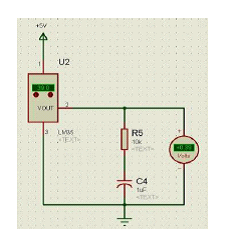 +5V
U2
1
VOUT
2
3
LM35
<TEXT>
R5
10k
<TEXT>
C4
1uF
<TEXT>
+
Volts